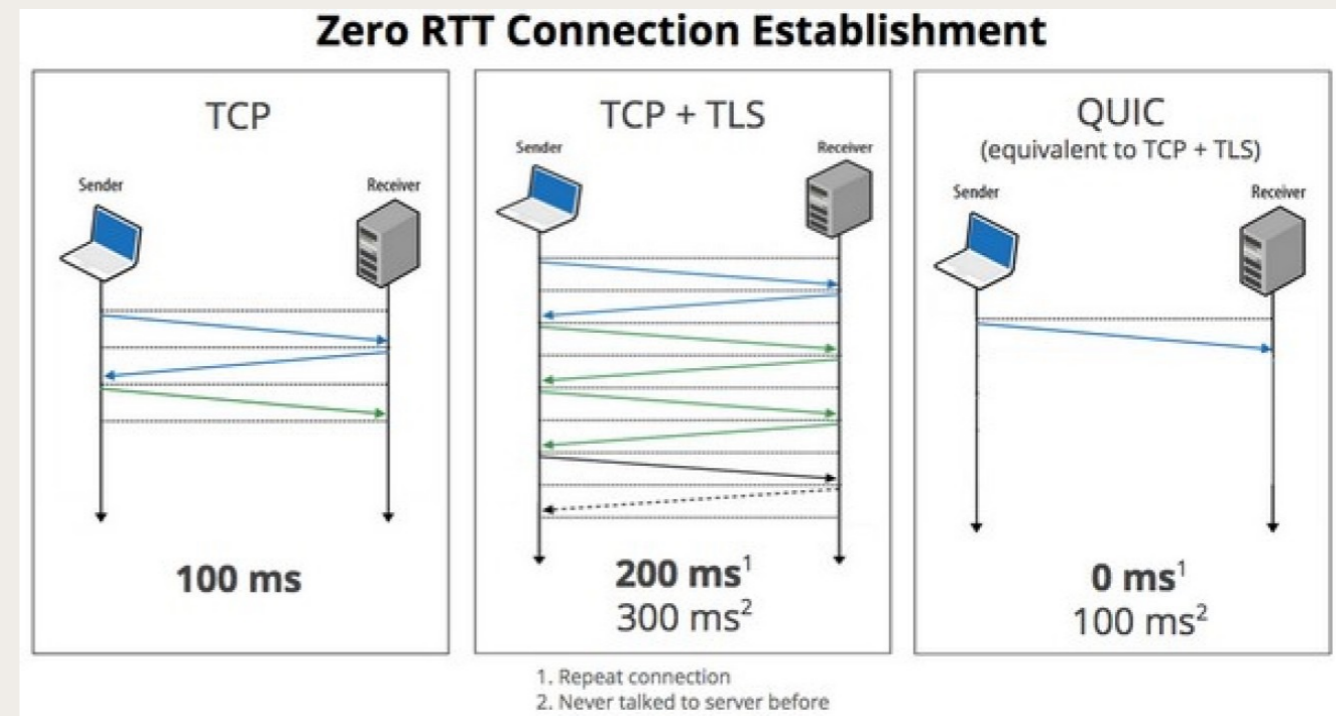 Zero RTT Connection Establishment
TCP
Sender
Receiver
100 ms
TCP + TLS
Sender
Receiver
200 ms¹
300 ms²
QUIC
(equivalent to TCP + TLS)
Sender
Receiver
0 ms¹
100 ms²
1. Repeat connection
2. Never talked to server before